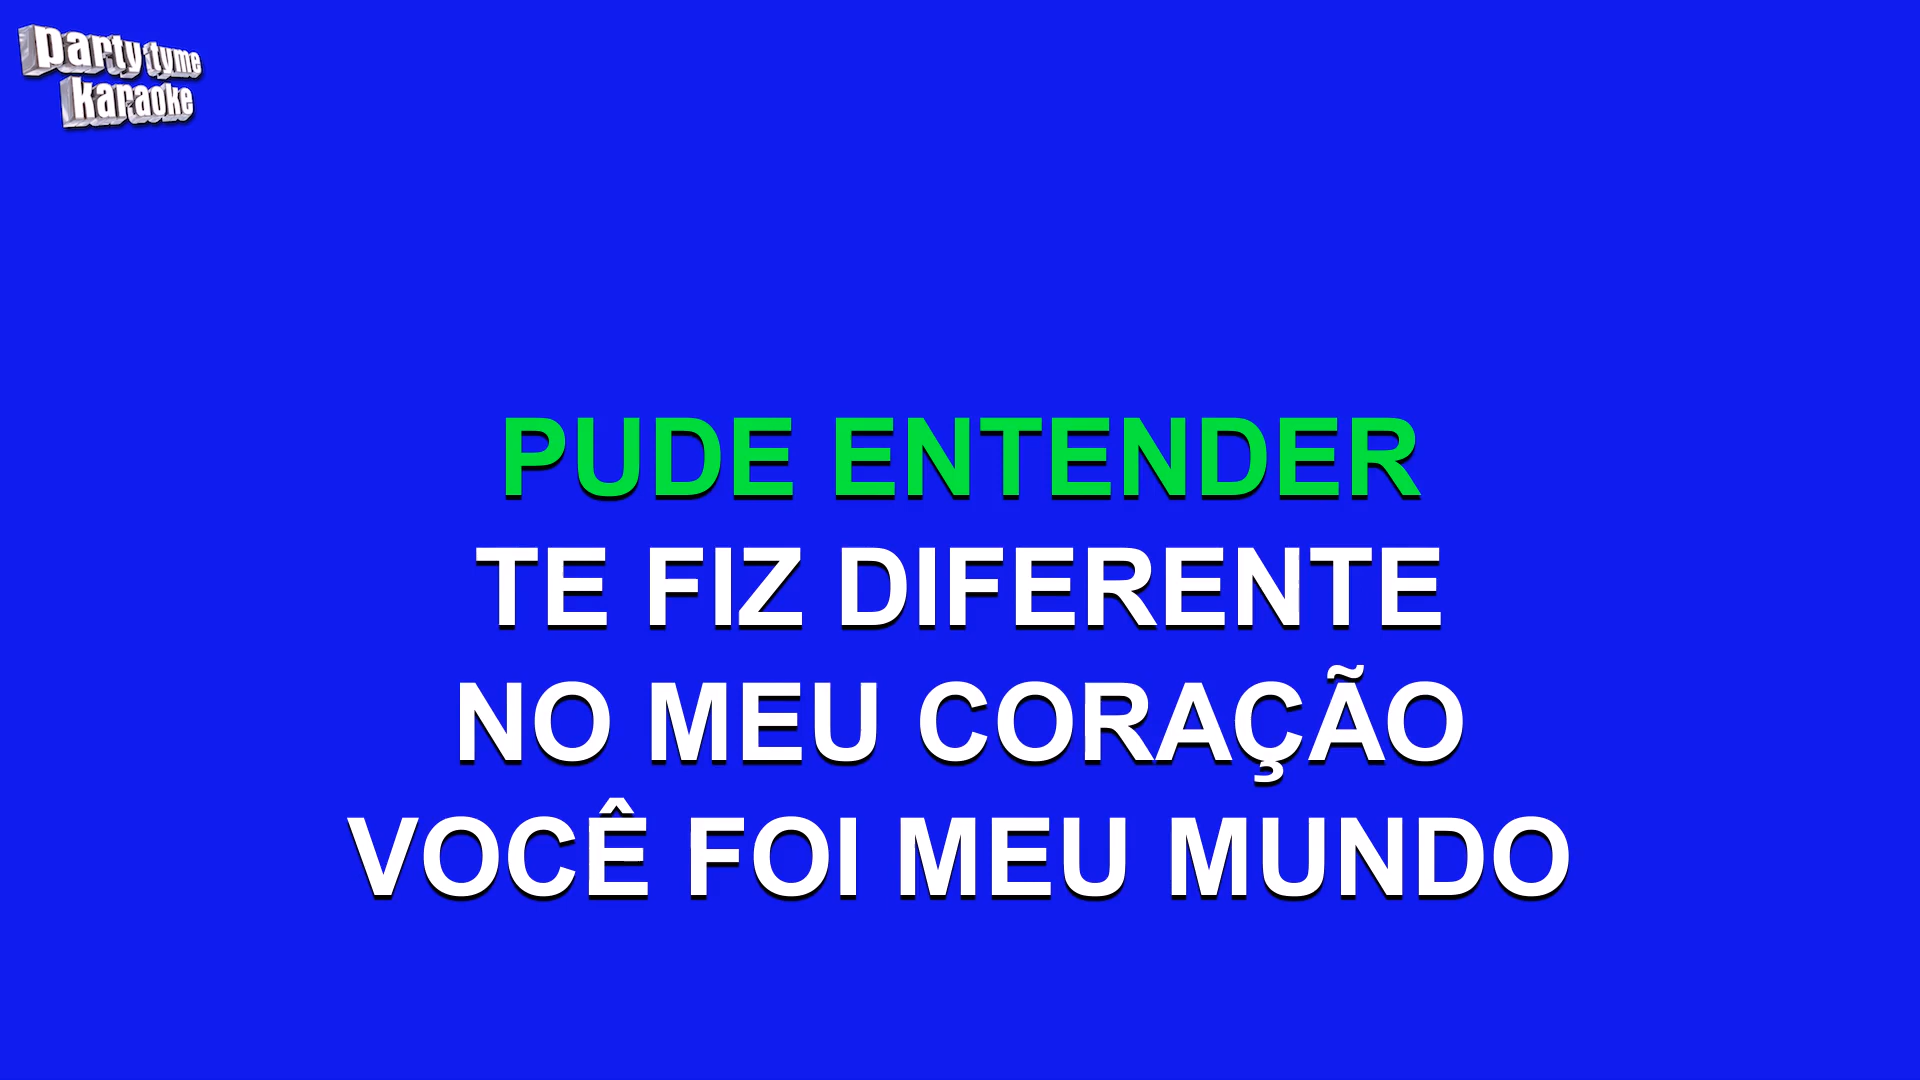 party tyme
karaoke
PUDE ENTENDER
TE FIZ DIFERENTE
NO MEU CORAÇÃO
VOCÊ FOI MEU MUNDO